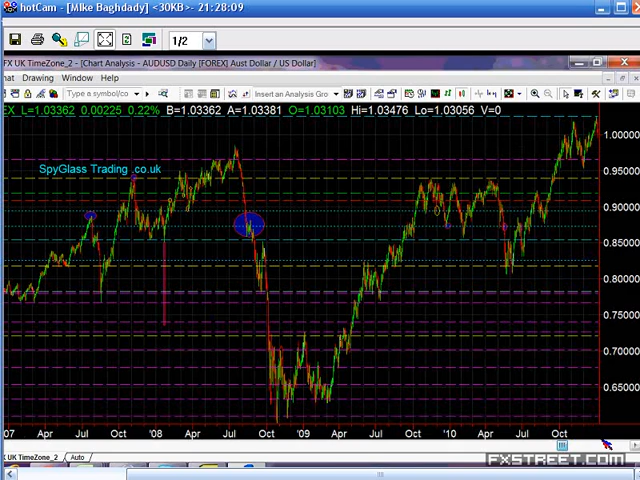 hotCam - [Mike Baghdady] <30KB> - 21:28:09
1/2
FX UK TimeZone_2 - [Chart Analysis - AUDUSD Daily [FOREX] Aust Dollar / US Dollar]
mat Drawing Window Help
Type a symbol/co
Insert an Analysis Gro
EX L=1.03362 0.00225 0.22% B=1.03362 A=1.03381 O=1.03103 Hi=1.03476 Lo=1.03056 V=0
1.00000
SpyGlass Trading .co.uk
0.95000
0.90000
0.85000
0.80000
0.75000
0.70000
0.65000
07 Apr Jul Oct '08 Apr Jul Oct '09 Apr Jul Oct '10 Apr Jul Oct
X UK TimeZone_2 Auto
FXSTREET.COM